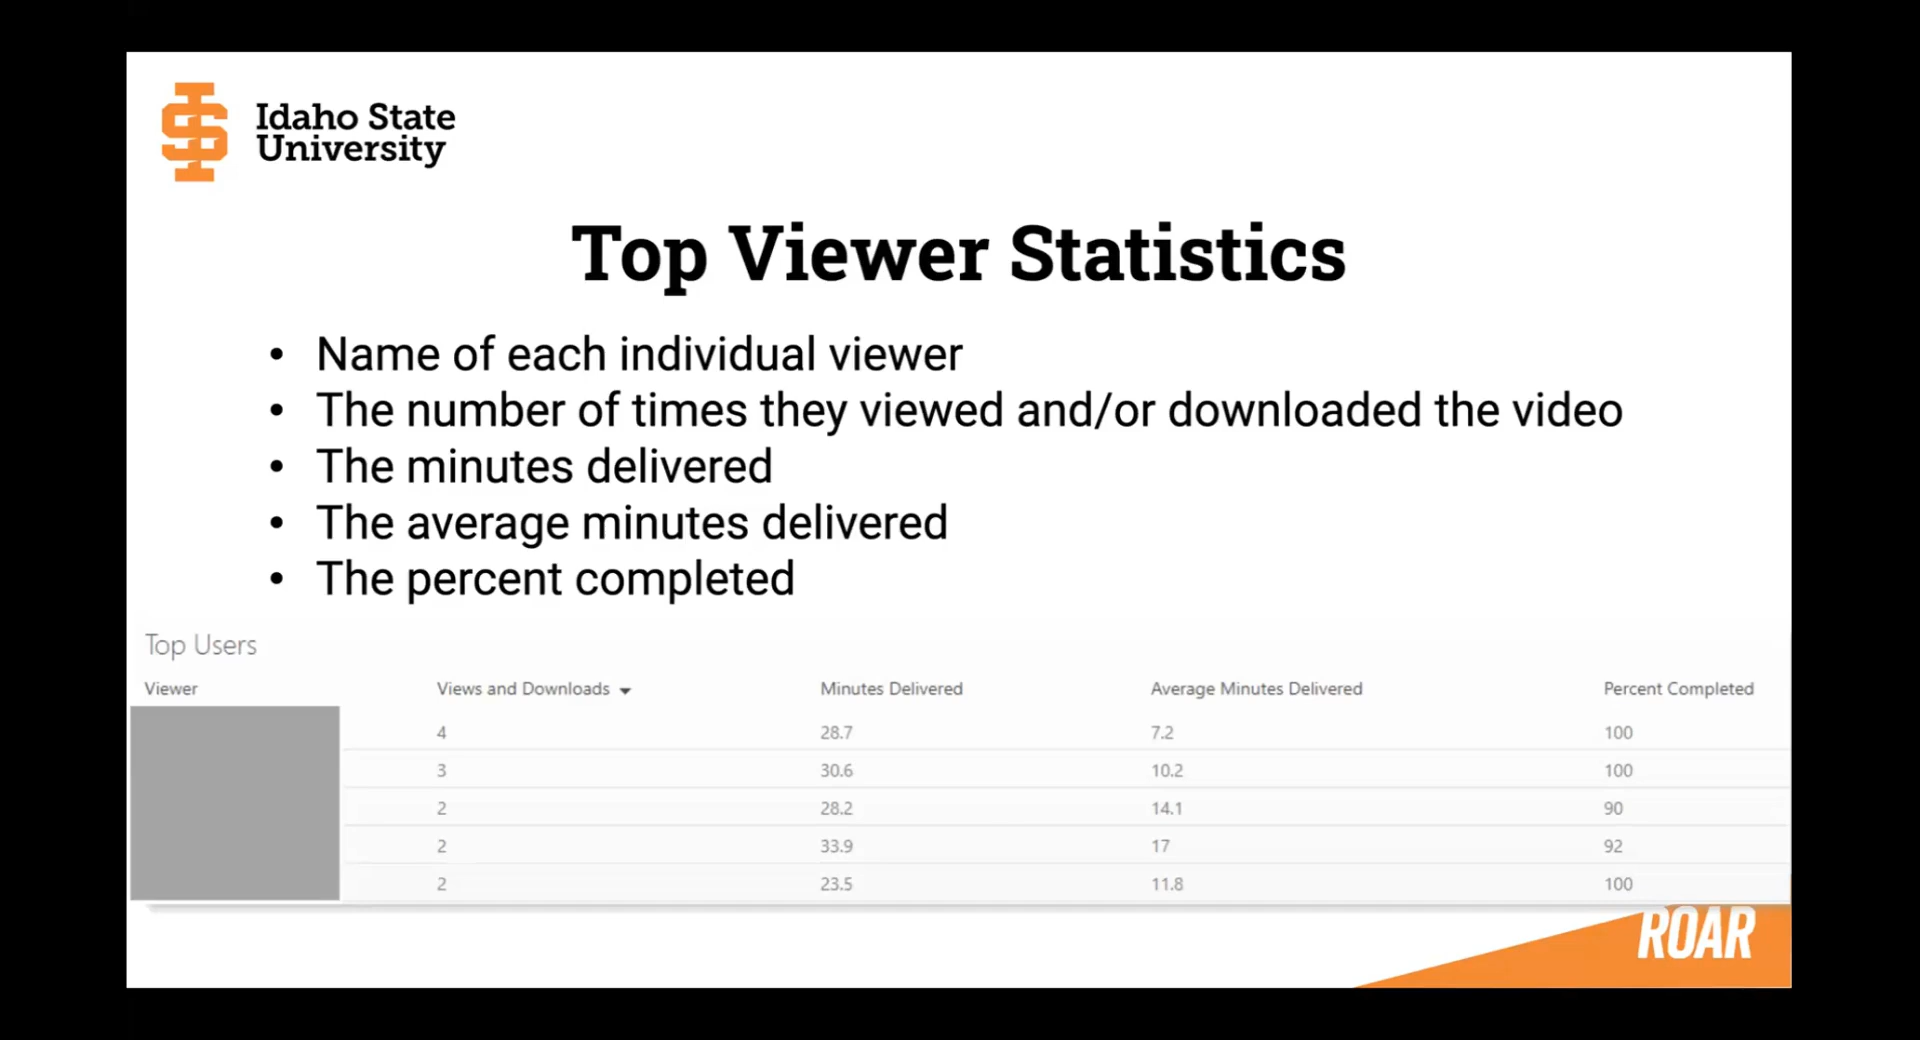 Idaho State
University
Top Viewer Statistics
• Name of each individual viewer
• The number of times they viewed and/or downloaded the video
• The minutes delivered
• The average minutes delivered
• The percent completed
Top Users
Viewer Views and Downloads Minutes Delivered Average Minutes Delivered Percent Completed
4 28.7 7.2 100
3 30.6 10.2 100
2 28.2 14.1 90
2 33.9 17 92
2 23.5 11.8 100
ROAR